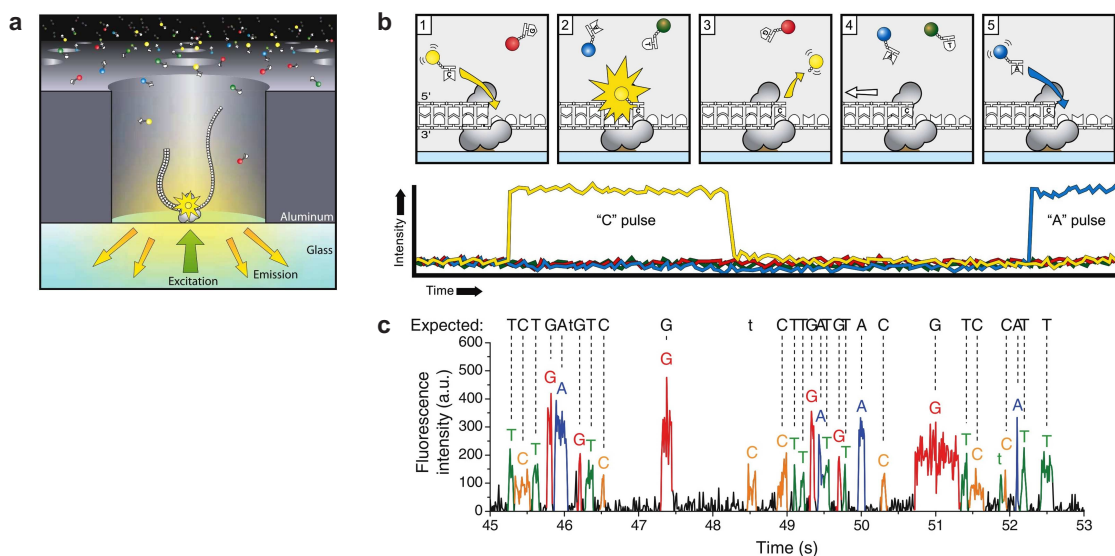 a
Aluminum
Glass
Excitation
Emission
b
1
2
3
4
5
5'
3'
C
C
C
C
A
C
Intensity
"C" pulse
"A" pulse
Time
c
Expected: T C T G A t G T C G t C T T G A T G T A C G T C C A T T
Fluorescence
intensity (a.u.)
600
500
400
300
200
100
0
T C T G A G T C G C C T T G A T G T A C G T C t C A T T
45 46 47 48 49 50 51 52 53
Time (s)